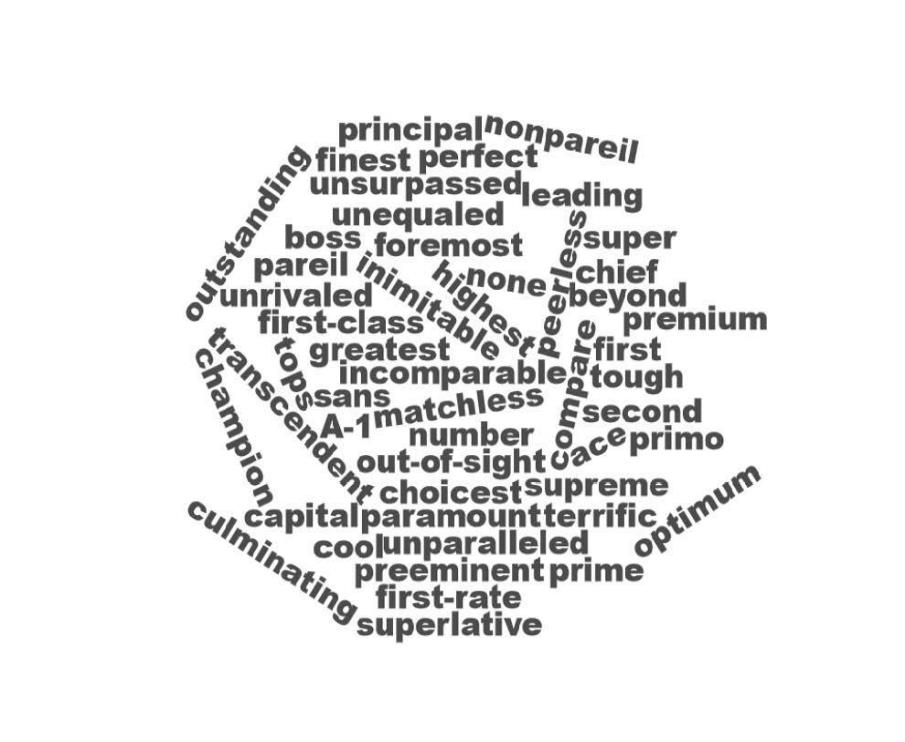 principal
nonpareil
finest perfect
outstanding
unsurpassed
leading
unequaled
boss foremost
super
peerless
pareil
inimitable
highest
none
chief
unrivaled
beyond
first-class
premium
transcendent
champion
tops
greatest
compare
first
incomparable
tough
sans
A-1
matchless
second
number
ace
primo
out-of-sight
choicest
supreme
optimum
culminating
capital
paramount
terrific
cool
unparalleled
preeminent
prime
first-rate
superlative